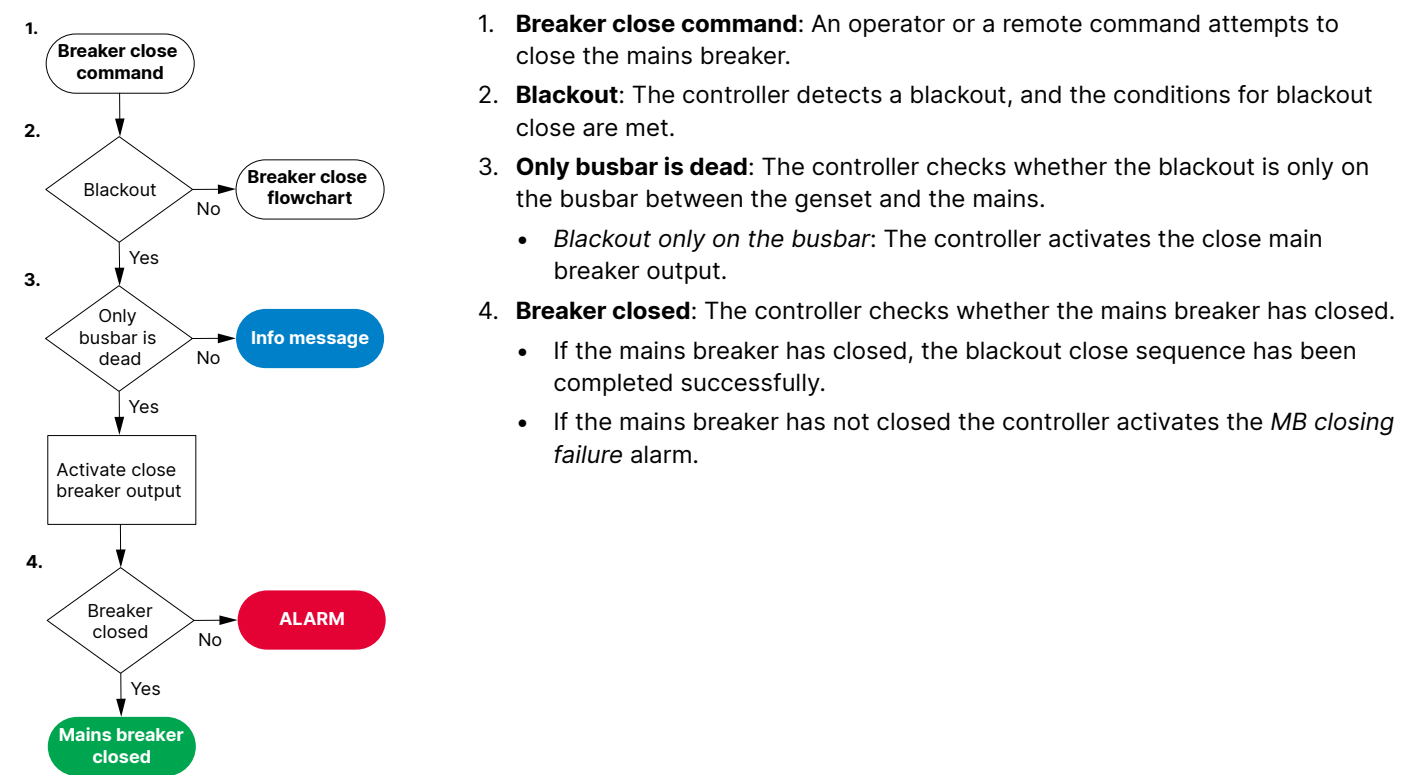 1.
Breaker close
command
2.
Blackout
No
Breaker close
flowchart
Yes
3.
Only
busbar is
dead
No
Info message
Yes
Activate close
breaker output
4.
Breaker
closed
No
ALARM
Yes
Mains breaker
closed
1. Breaker close command: An operator or a remote command attempts to
close the mains breaker.
2. Blackout: The controller detects a blackout, and the conditions for blackout
close are met.
3. Only busbar is dead: The controller checks whether the blackout is only on
the busbar between the genset and the mains.
• Blackout only on the busbar: The controller activates the close main
breaker output.
4. Breaker closed: The controller checks whether the mains breaker has closed.
• If the mains breaker has closed, the blackout close sequence has been
completed successfully.
• If the mains breaker has not closed the controller activates the MB closing
failure alarm.